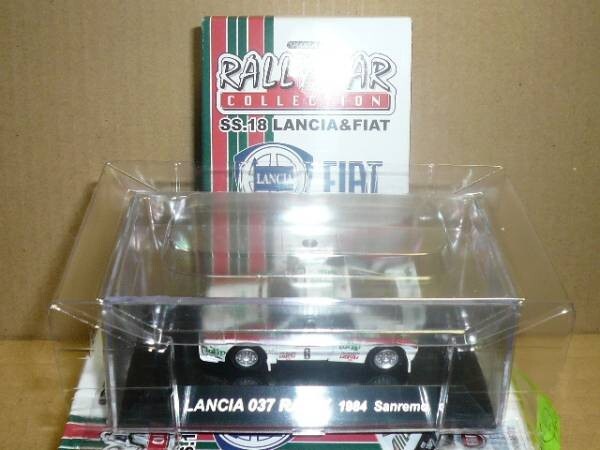 RALLY CAR
COLLECTION
SS.18 LANCIA&FIAT
LANCIA
FIAT
6
LANCIA 037 RALLY 1984 Sanremo